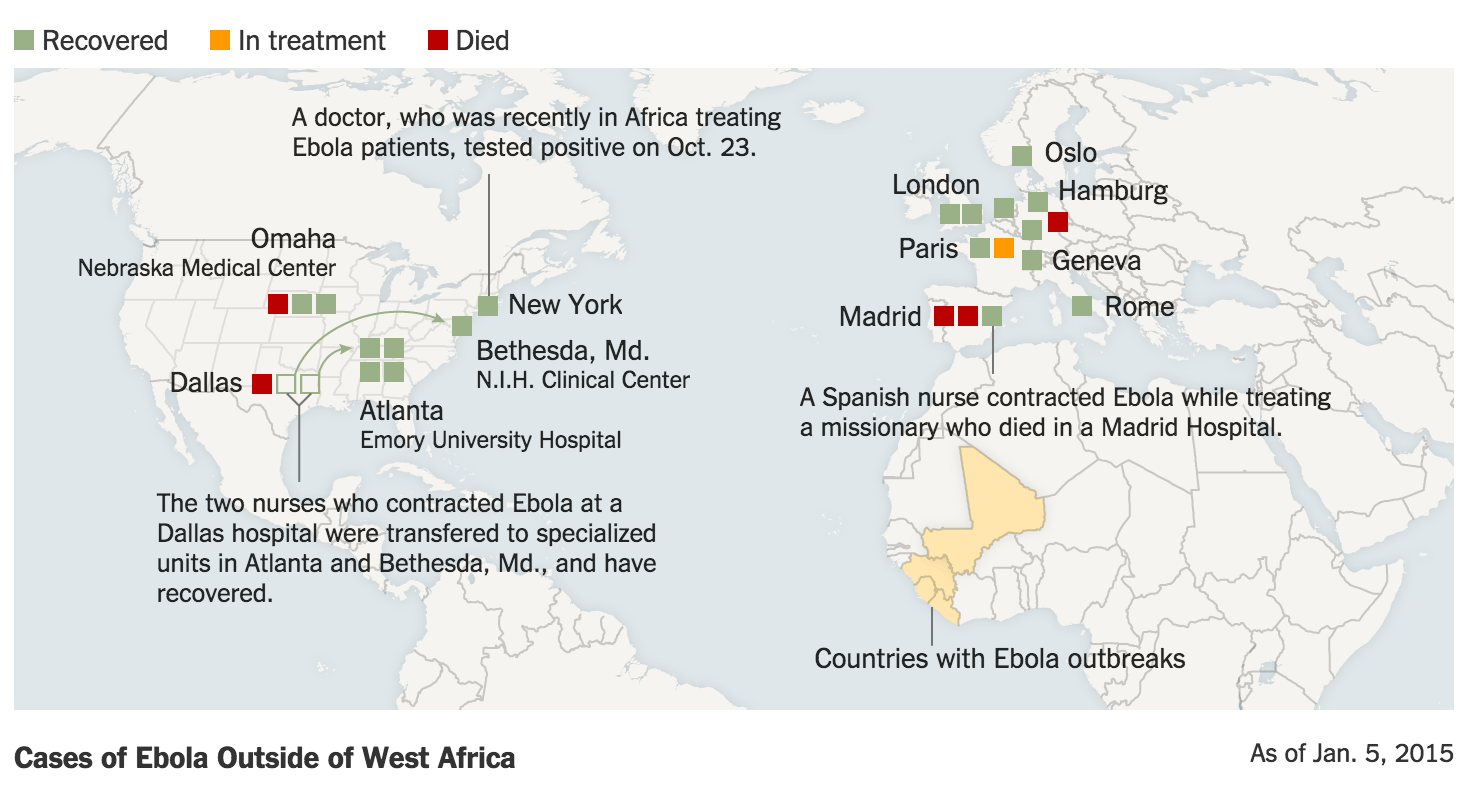 Recovered In treatment Died
A doctor, who was recently in Africa treating
Ebola patients, tested positive on Oct. 23.
Omaha
Nebraska Medical Center
New York
Bethesda, Md.
N.I.H. Clinical Center
Dallas
Atlanta
Emory University Hospital
The two nurses who contracted Ebola at a
Dallas hospital were transfered to specialized
units in Atlanta and Bethesda, Md., and have
recovered.
Oslo
London
Hamburg
Paris
Geneva
Rome
Madrid
A Spanish nurse contracted Ebola while treating
a missionary who died in a Madrid Hospital.
Countries with Ebola outbreaks
Cases of Ebola Outside of West Africa
As of Jan. 5, 2015